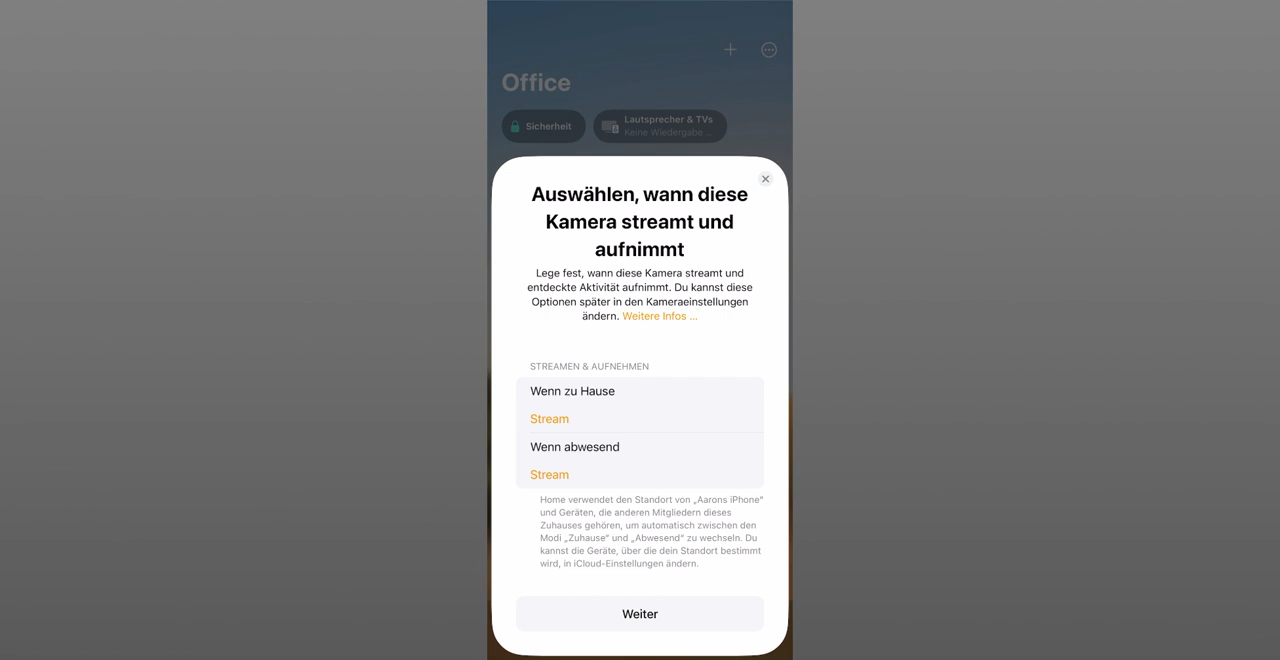 Office
Sicherheit
Lautsprecher & TVs
Keine Wiedergabe ...
Auswählen, wann diese
Kamera streamt und
aufnimmt
Lege fest, wann diese Kamera streamt und
entdeckte Aktivität aufnimmt. Du kannst diese
Optionen später in den Kameraeinstellungen
ändern. Weitere Infos ...
STREAMEN & AUFNEHMEN
Wenn zu Hause
Stream
Wenn abwesend
Stream
Home verwendet den Standort von „Aarons iPhone“
und Geräten, die anderen Mitgliedern dieses
Zuhauses gehören, um automatisch zwischen den
Modi „Zuhause“ und „Abwesend“ zu wechseln. Du
kannst die Geräte, über die dein Standort bestimmt
wird, in iCloud-Einstellungen ändern.
Weiter